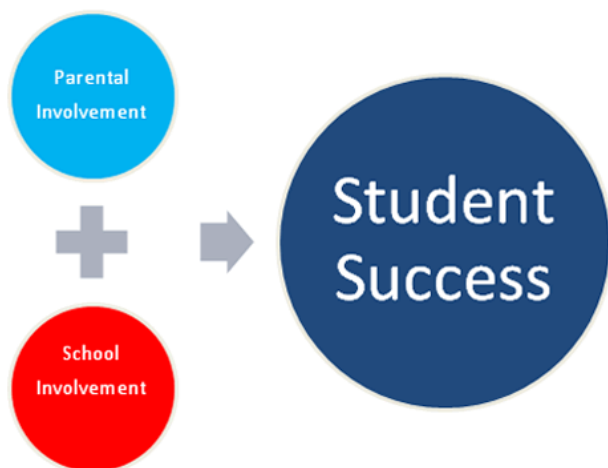 Parental
Involvement
School
Involvement
Student
Success